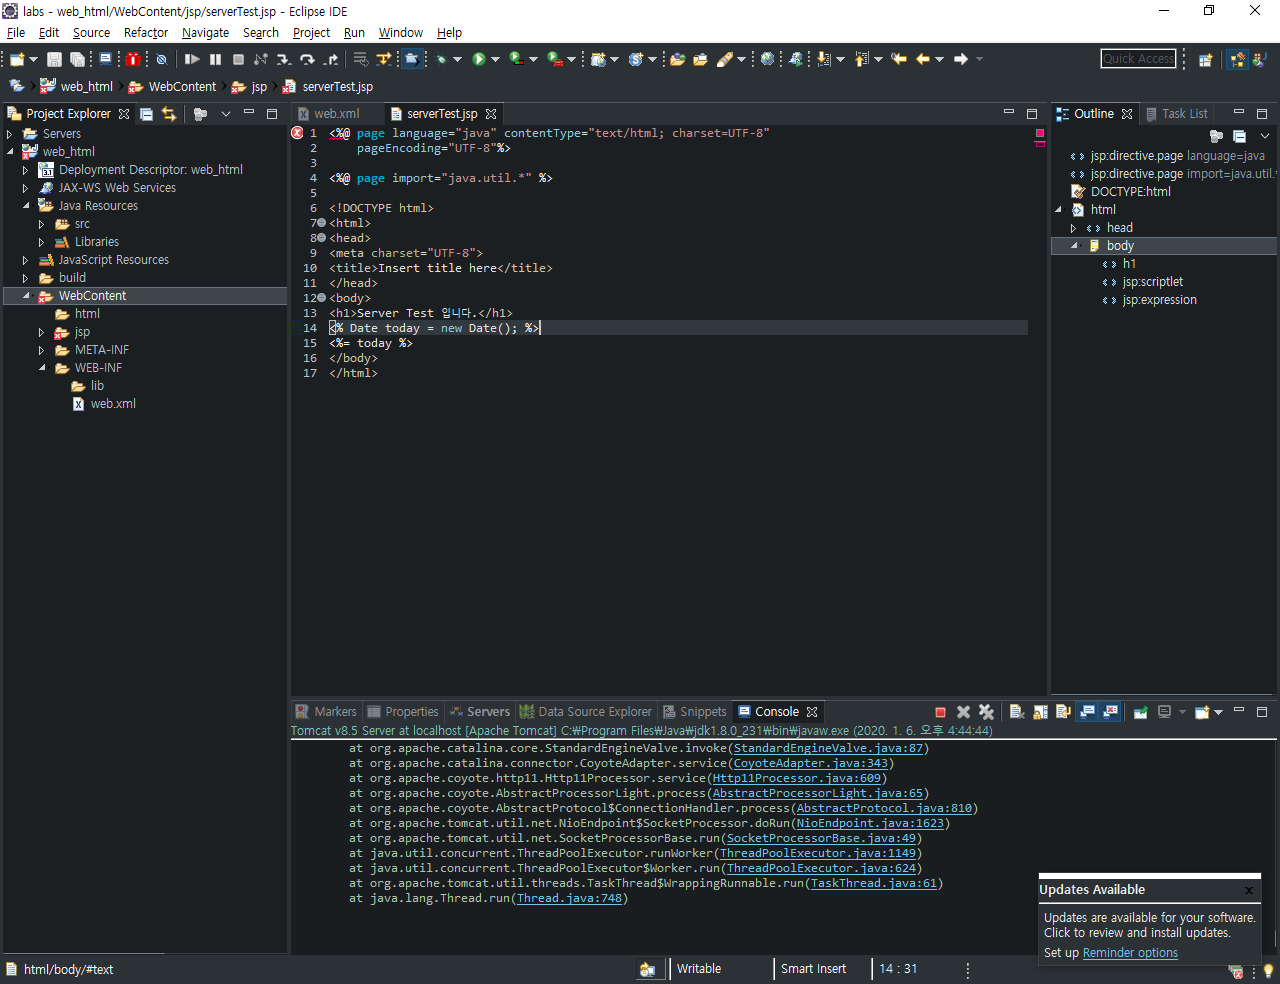 labs - web_html/WebContent/jsp/serverTest.jsp - Eclipse IDE
File Edit Source Refactor Navigate Search Project Run Window Help
Quick Access
web_html WebContent jsp serverTest.jsp
Project Explorer
Servers
web_html
Deployment Descriptor: web_html
JAX-WS Web Services
Java Resources
src
Libraries
JavaScript Resources
build
WebContent
html
jsp
META-INF
WEB-INF
lib
web.xml
web.xml serverTest.jsp
1 <%@ page language="java" contentType="text/html; charset=UTF-8"
2 pageEncoding="UTF-8"%>
3
4 <%@ page import="java.util.*" %>
5
6 <!DOCTYPE html>
7 <html>
8 <head>
9 <meta charset="UTF-8">
10 <title>Insert title here</title>
11 </head>
12 <body>
13 <h1>Server Test 입니다.</h1>
14 <% Date today = new Date(); %>
15 <%= today %>
16 </body>
17 </html>
Outline Task List
jsp:directive.page language=java
jsp:directive.page import=java.util.*
DOCTYPE:html
html
head
body
h1
jsp:scriptlet
jsp:expression
Markers Properties Servers Data Source Explorer Snippets Console
Tomcat v8.5 Server at localhost [Apache Tomcat] C:₩Program Files₩Java₩jdk1.8.0_231₩bin₩javaw.exe (2020. 1. 6. 오후 4:44:44)
at org.apache.catalina.core.StandardEngineValve.invoke(StandardEngineValve.java:87)
at org.apache.catalina.connector.CoyoteAdapter.service(CoyoteAdapter.java:343)
at org.apache.coyote.http11.Http11Processor.service(Http11Processor.java:609)
at org.apache.coyote.AbstractProcessorLight.process(AbstractProcessorLight.java:65)
at org.apache.coyote.AbstractProtocol$ConnectionHandler.process(AbstractProtocol.java:810)
at org.apache.tomcat.util.net.NioEndpoint$SocketProcessor.doRun(NioEndpoint.java:1623)
at org.apache.tomcat.util.net.SocketProcessorBase.run(SocketProcessorBase.java:49)
at java.util.concurrent.ThreadPoolExecutor.runWorker(ThreadPoolExecutor.java:1149)
at java.util.concurrent.ThreadPoolExecutor$Worker.run(ThreadPoolExecutor.java:624)
at org.apache.tomcat.util.threads.TaskThread$WrappingRunnable.run(TaskThread.java:61)
at java.lang.Thread.run(Thread.java:748)
Updates Available
Updates are available for your software.
Click to review and install updates.
Set up Reminder options
html/body/#text Writable Smart Insert 14 : 31